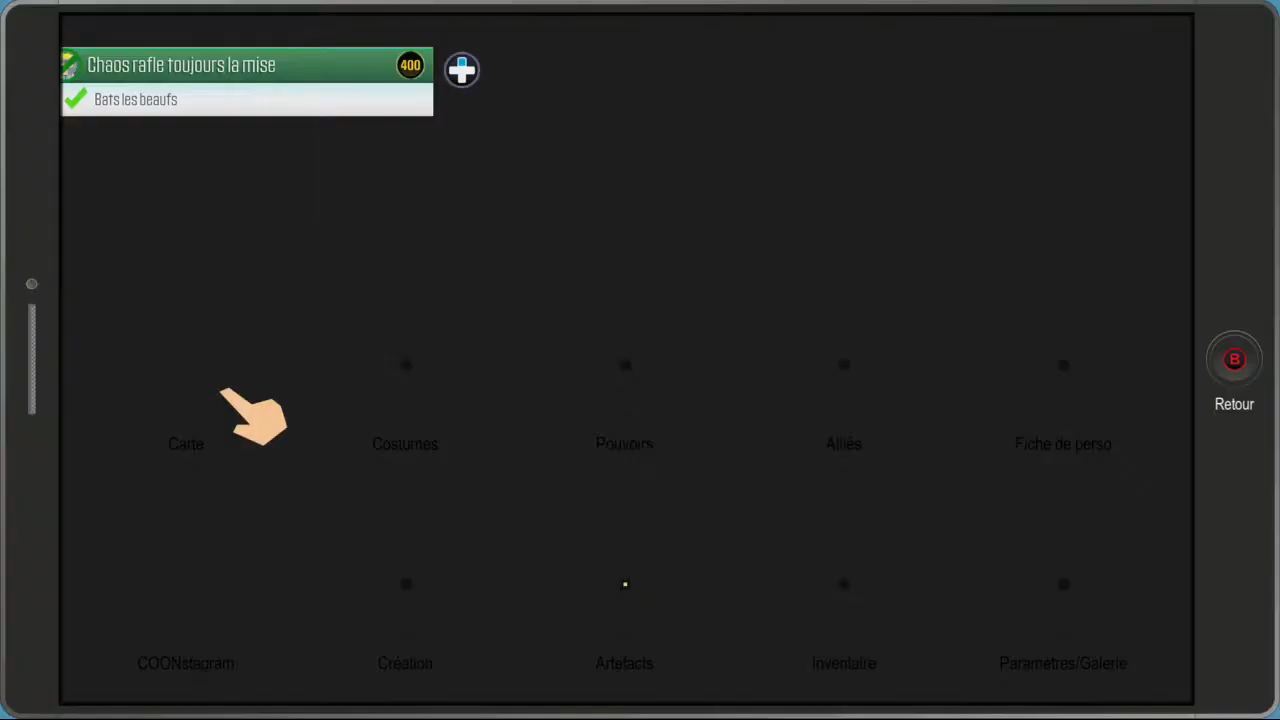 Chaos rafle toujours la mise 400
Bats les beaufs
B
Retour
Carte Costumes Pouvoirs Alliés Fiche de perso
COONstagram Création Artefacts Inventaire Paramètres/Galerie